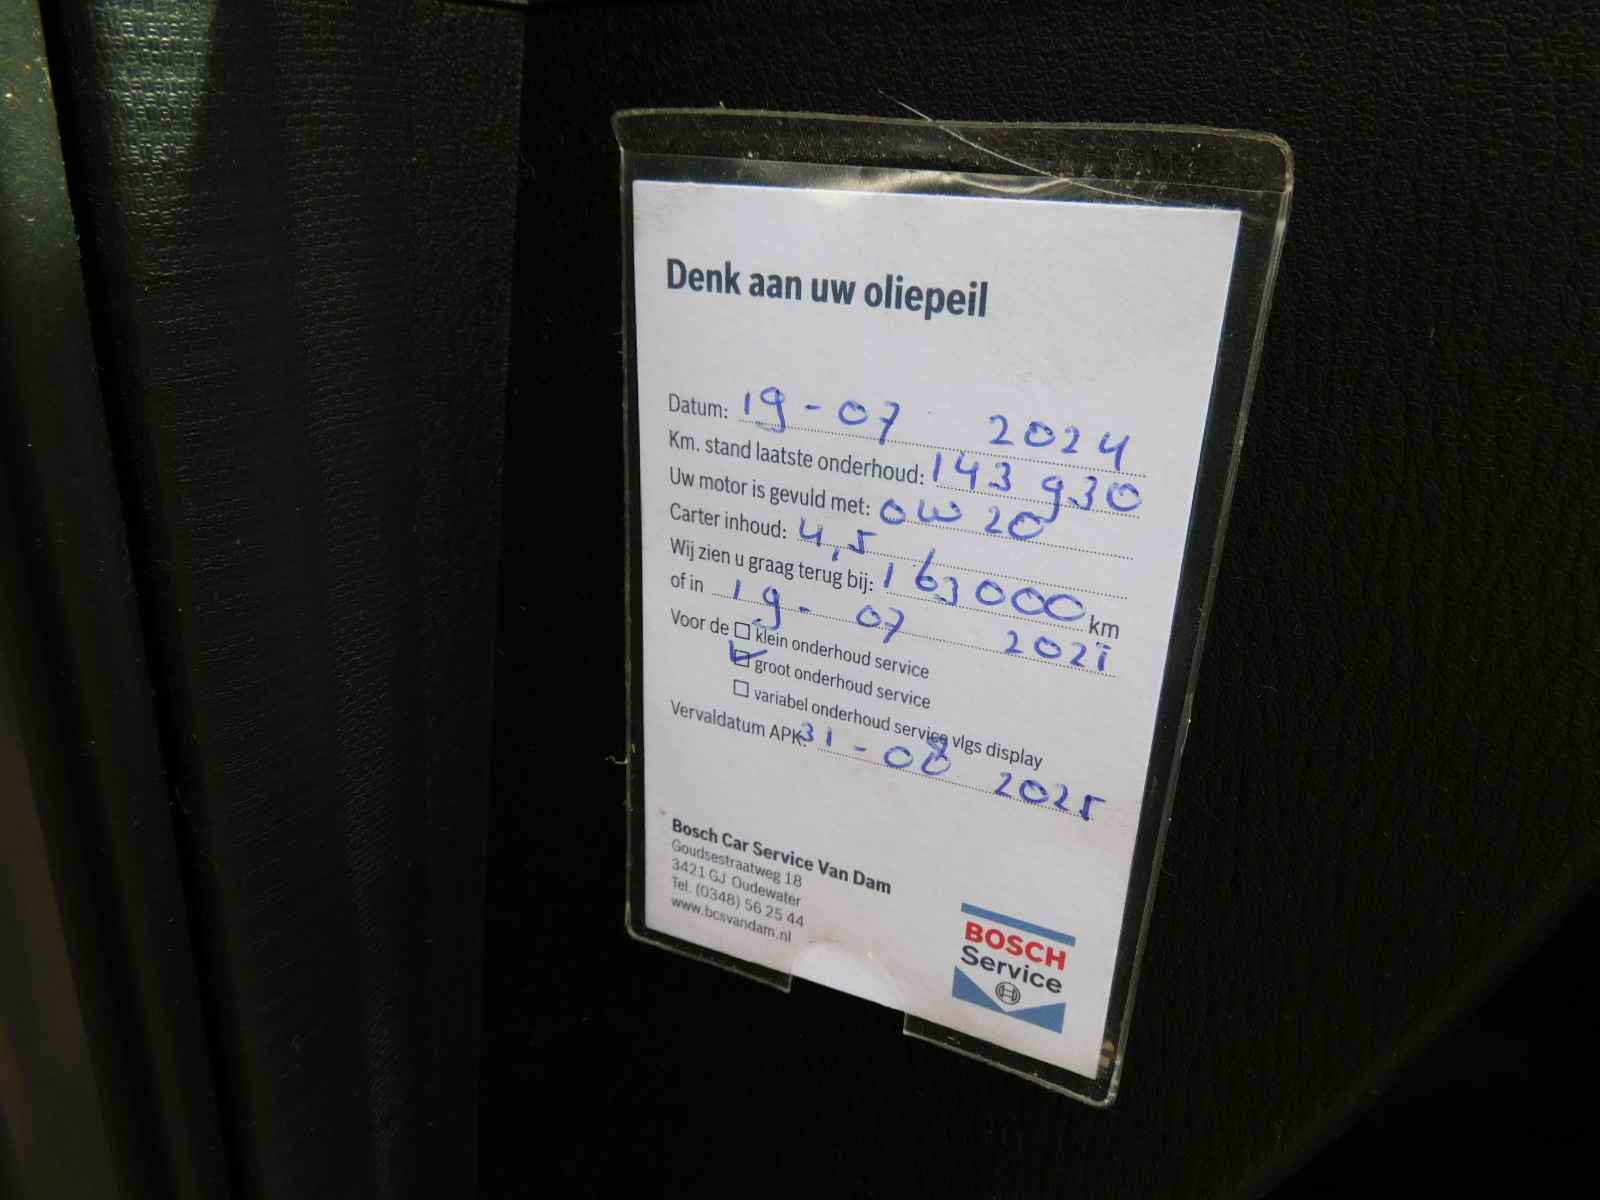 Denk aan uw oliepeil
Datum: 19-07 2024
Km. stand laatste onderhoud: 143 930
Uw motor is gevuld met: 0W 20
Carter inhoud: 4,5
Wij zien u graag terug bij: 163000 km
of in 19-07 2025
Voor de klein onderhoud service
groot onderhoud service
variabel onderhoud service vlgs display
Vervaldatum APK: 31-08 2025
Bosch Car Service Van Dam
Goudsestraatweg 18
3421 GJ Oudewater
Tel. (0348) 56 25 44
www.bcsvandam.nl
BOSCH
Service